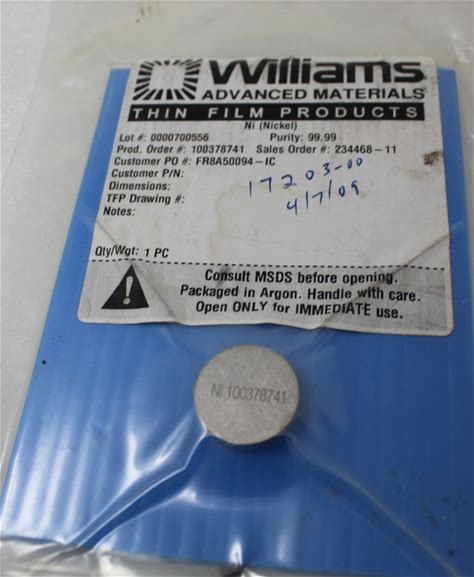 Williams
ADVANCED MATERIALS
THIN FILM PRODUCTS
Ni (Nickel)
Lot #: 0000700556 Purity: 99.99
Prod. Order #: 100378741 Sales Order #: 234468-11
Customer PO #: FR8A50094-IC
Customer P/N:
Dimensions:
TFP Drawing #:
Notes:
17203-00
4/7/09
Qty/Wgt: 1 PC
Consult MSDS before opening.
Packaged in Argon. Handle with care.
Open ONLY for IMMEDIATE use.
Ni 100378741